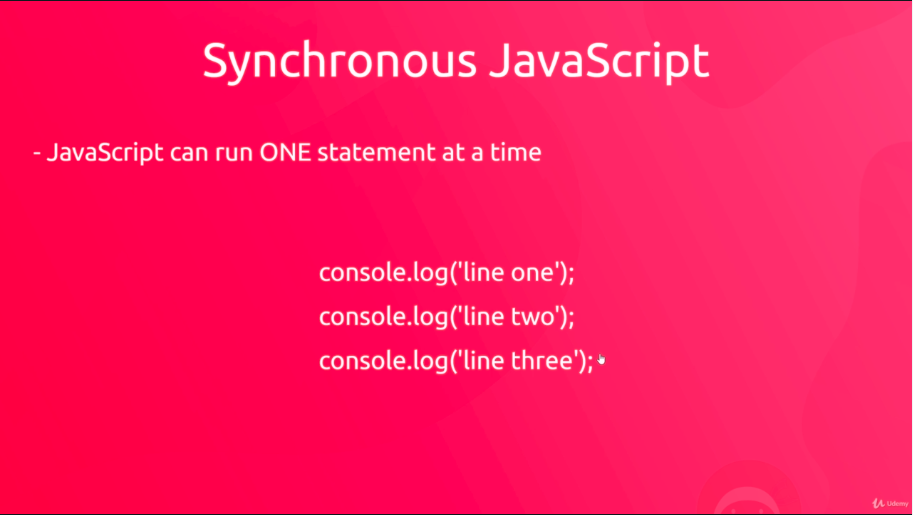 Synchronous JavaScript
- JavaScript can run ONE statement at a time
console.log('line one');
console.log('line two');
console.log('line three');
Udemy